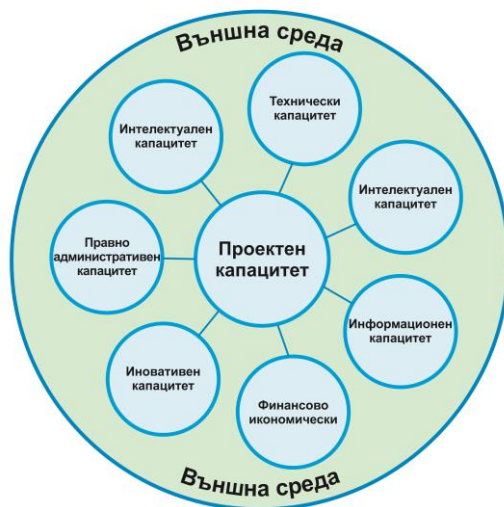 Външна среда
Технически
капацитет
Интелектуален
капацитет
Интелектуален
капацитет
Правно
административен
капацитет
Проектен
капацитет
Информационен
капацитет
Иновативен
капацитет
Финансово
икономически
Външна среда